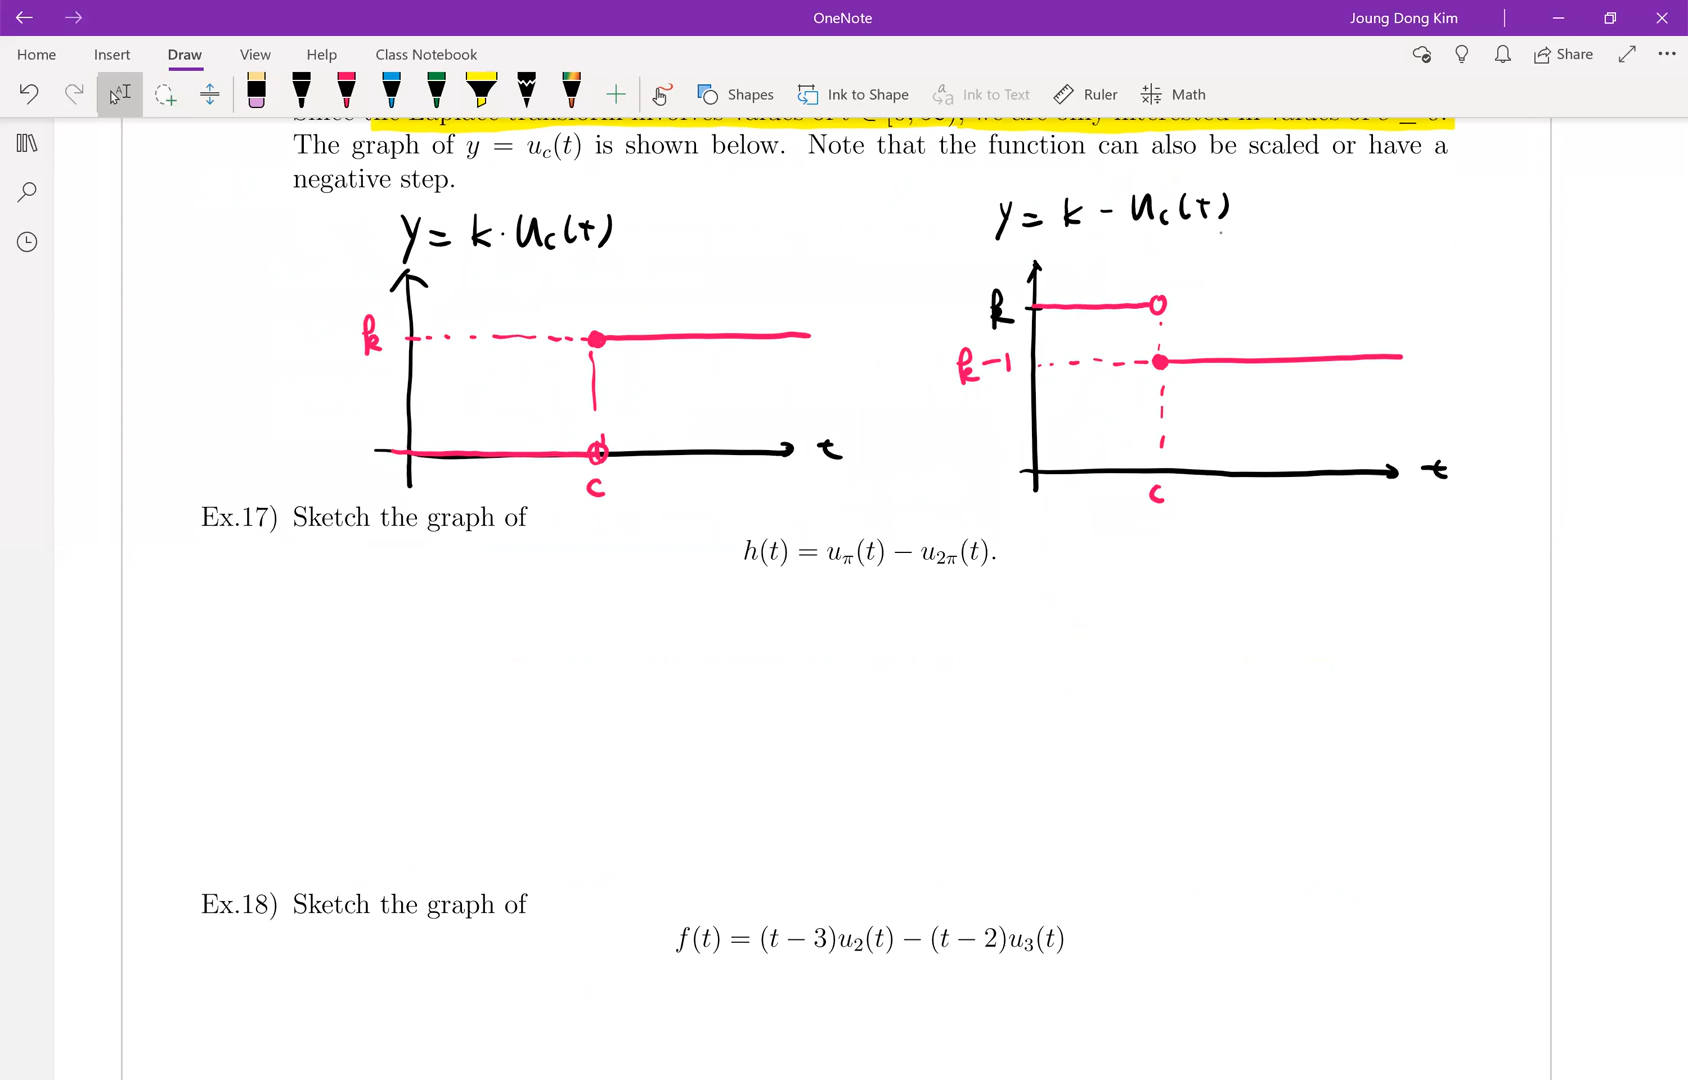 OneNote
Joung Dong Kim
Home Insert Draw View Help Class Notebook
Share
Shapes Ink to Shape Ink to Text Ruler Math
The graph of y = u_c(t) is shown below. Note that the function can also be scaled or have a
negative step.
y = k · u_c(t)
k
t
c
y = k - u_c(t)
k
k-1
t
c
Ex.17) Sketch the graph of
h(t) = u_π(t) − u_{2π}(t).
Ex.18) Sketch the graph of
f(t) = (t − 3)u_2(t) − (t − 2)u_3(t)